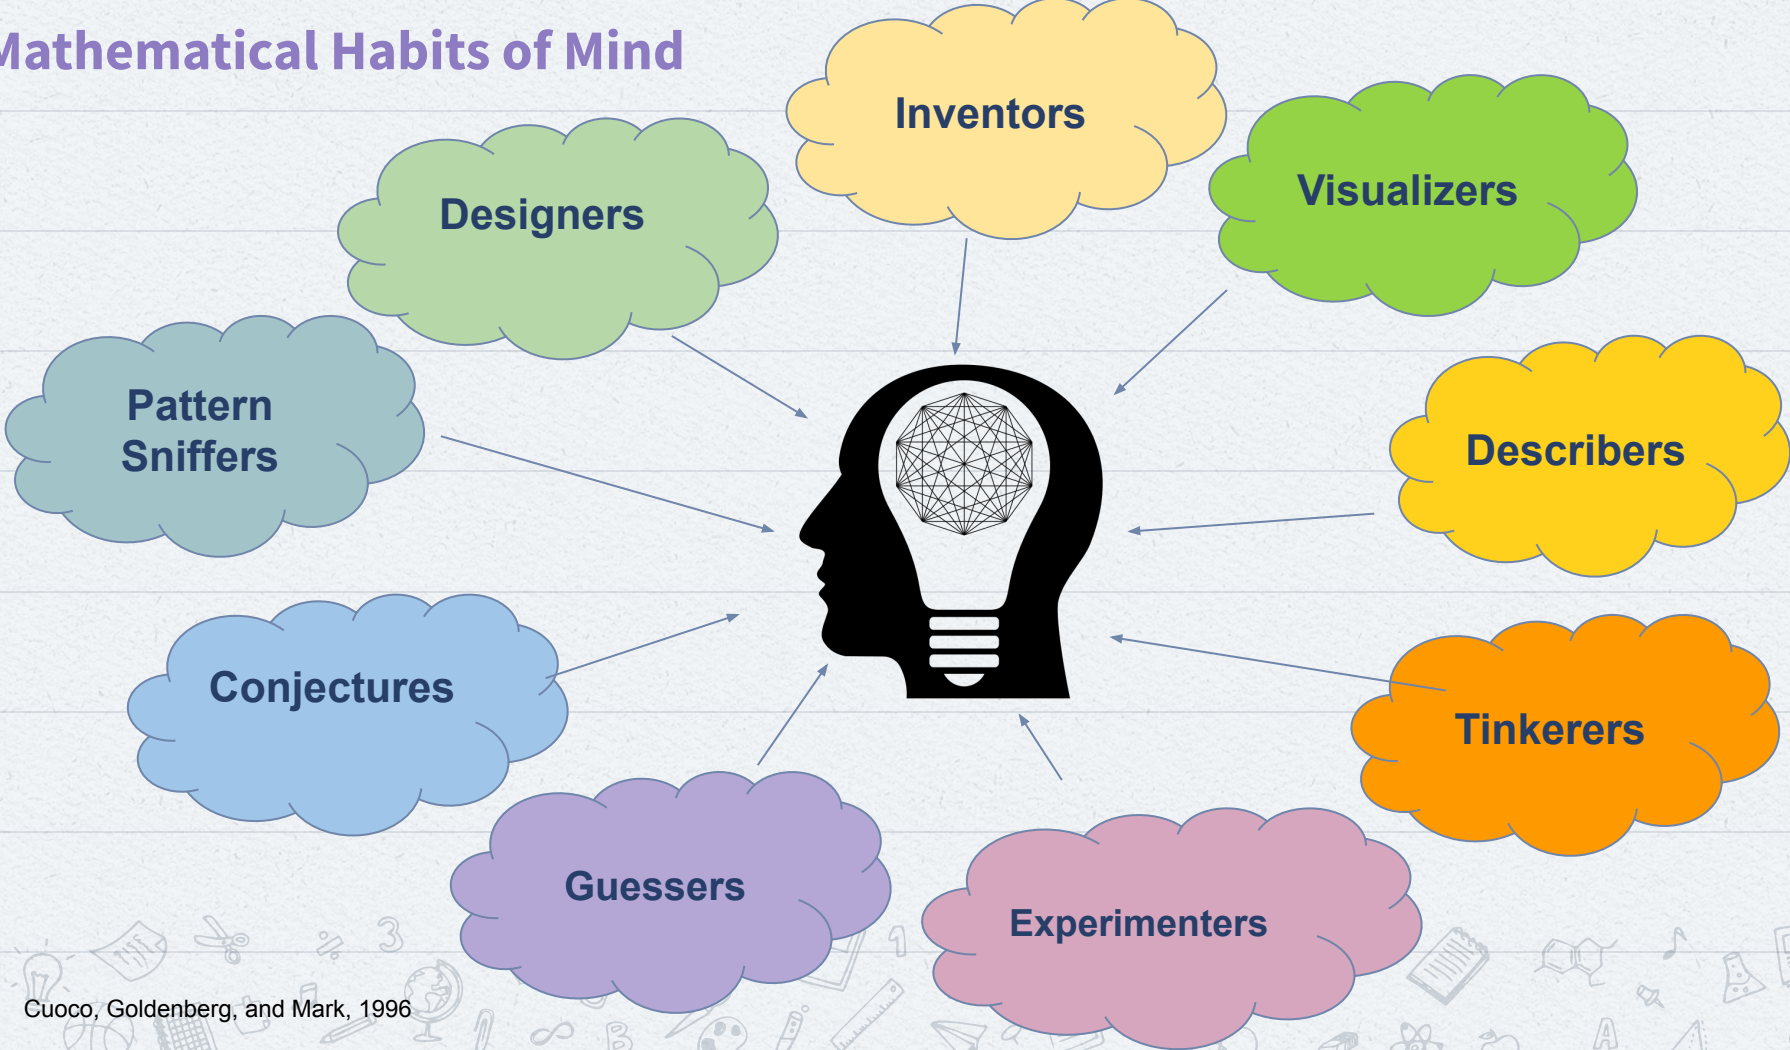 Mathematical Habits of Mind
Inventors
Visualizers
Designers
Pattern
Sniffers
Describers
Conjectures
Tinkerers
Guessers
Experimenters
Cuoco, Goldenberg, and Mark, 1996